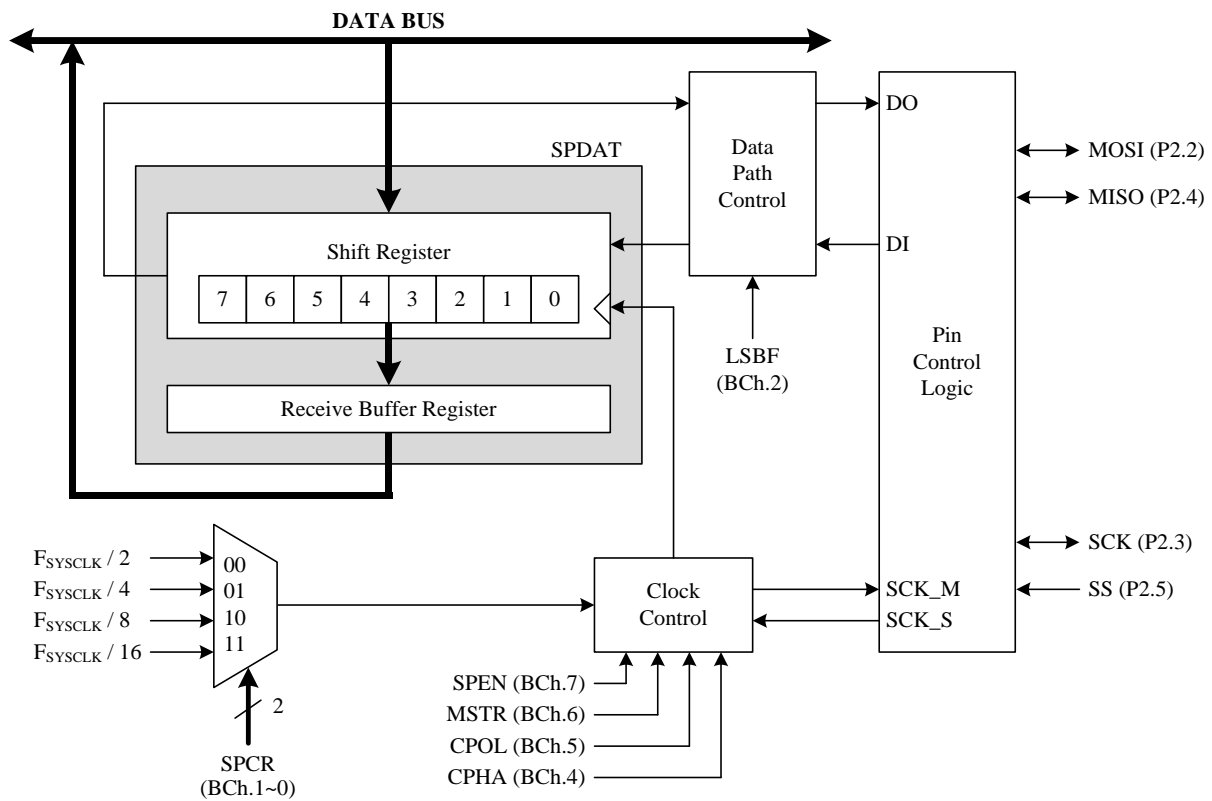 DATA BUS
DO
MOSI (P2.2)
Data
Path
Control
SPDAT
MISO (P2.4)
Shift Register
DI
7 6 5 4 3 2 1 0
LSBF
(BCh.2)
Pin
Control
Logic
Receive Buffer Register
FSYSCLK / 2
FSYSCLK / 4
FSYSCLK / 8
FSYSCLK / 16
00
01
10
11
2
SPCR
(BCh.1~0)
Clock
Control
SCK_M
SCK_S
SCK (P2.3)
SS (P2.5)
SPEN (BCh.7)
MSTR (BCh.6)
CPOL (BCh.5)
CPHA (BCh.4)